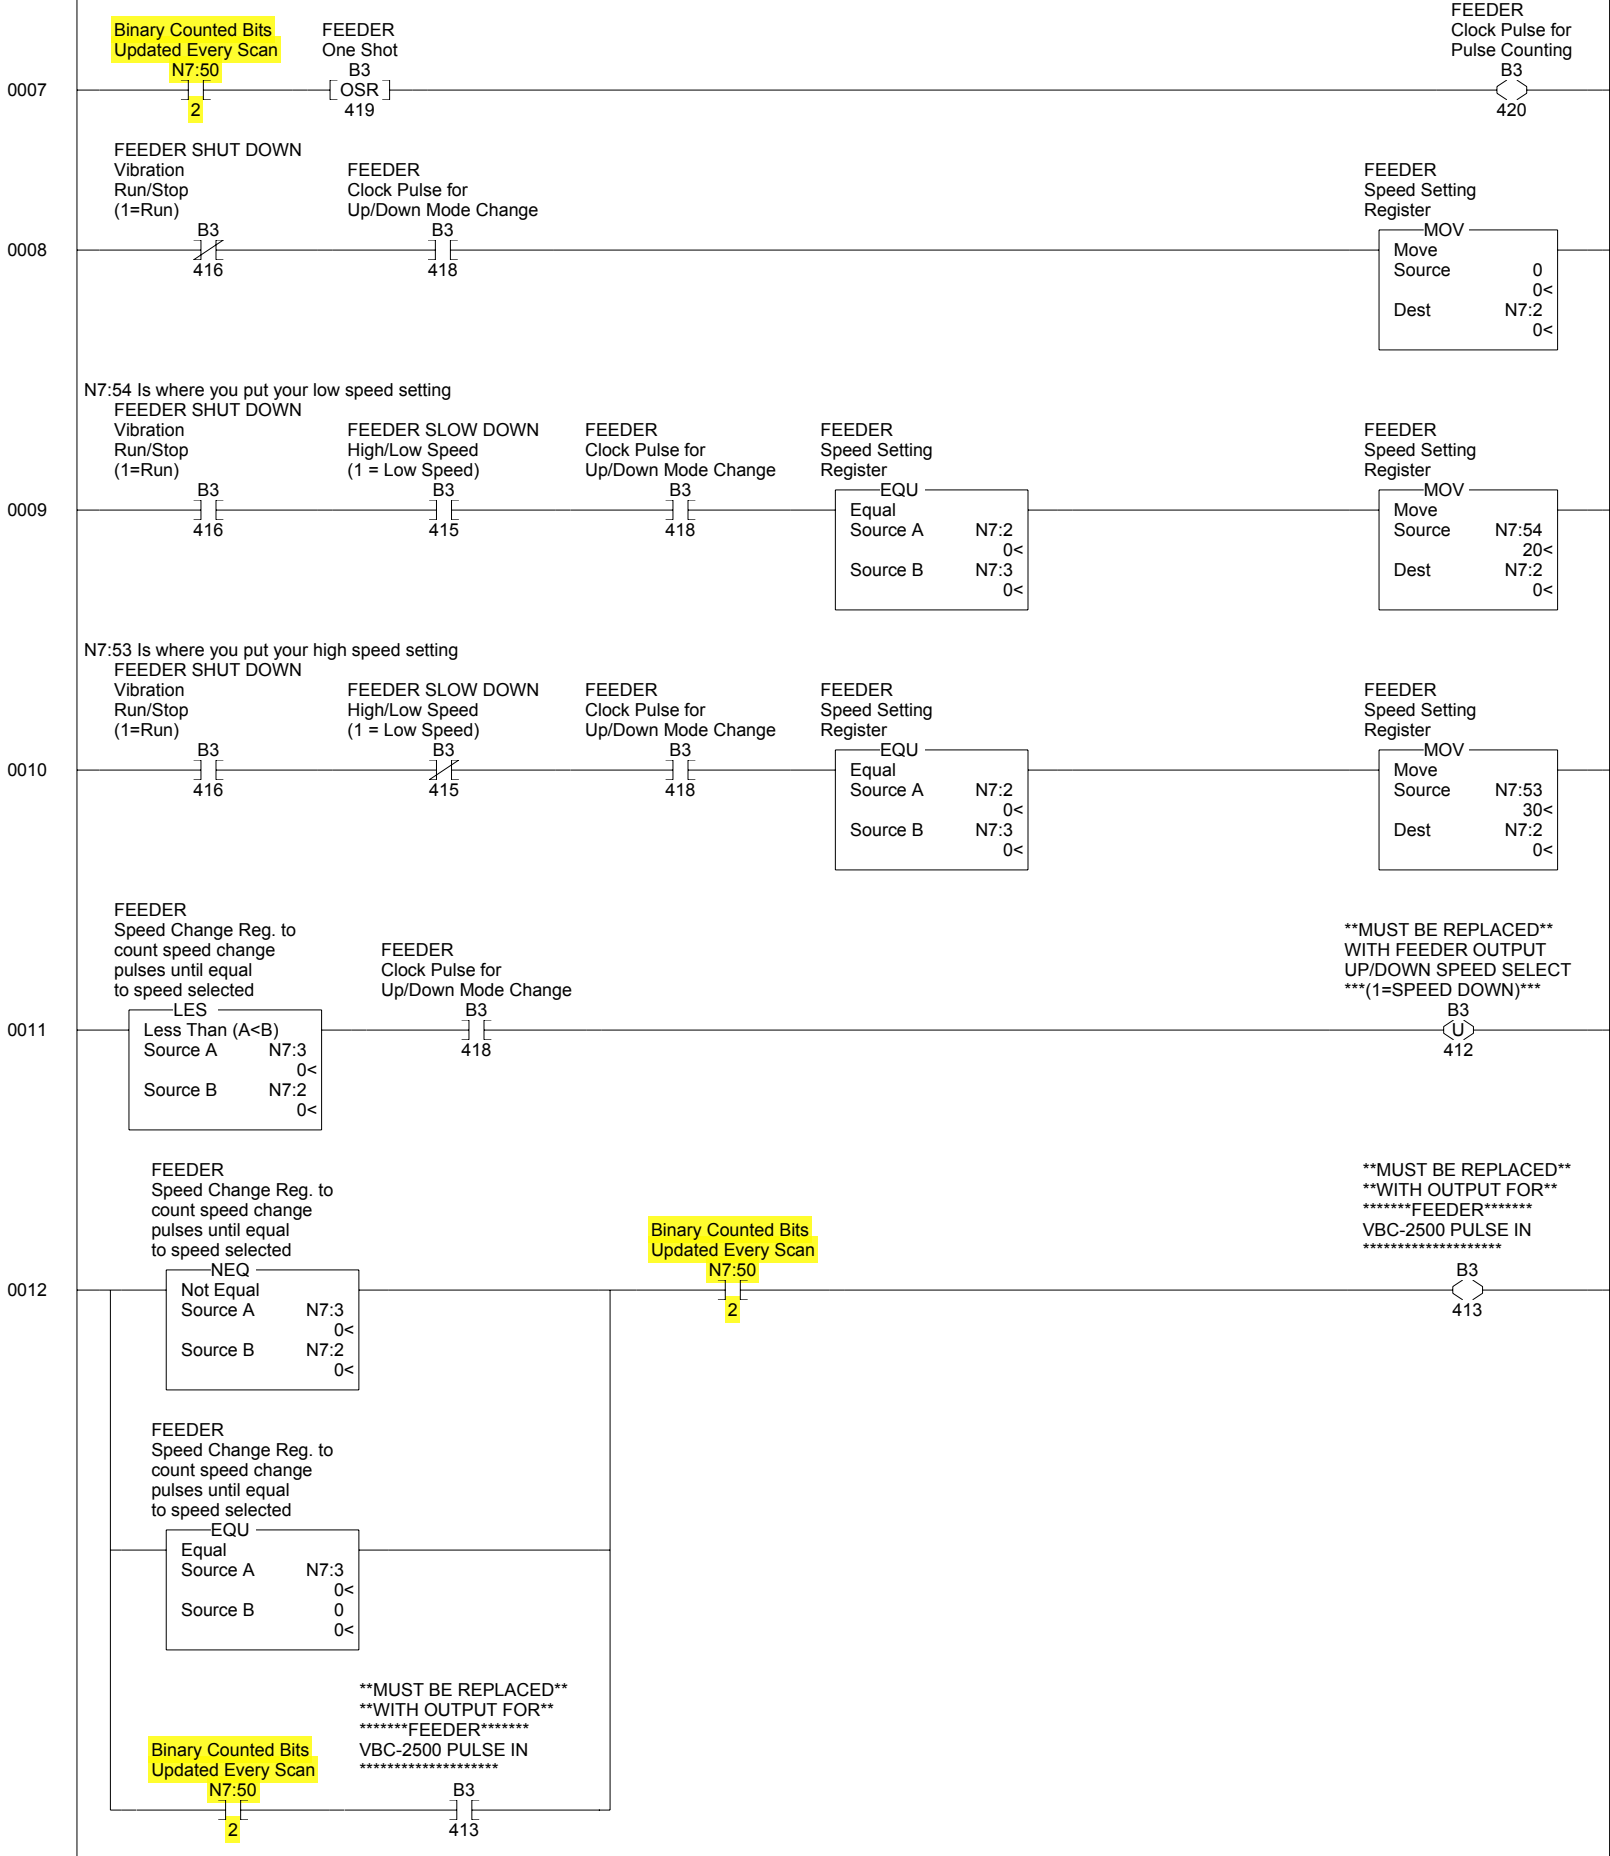 Binary Counted Bits
Updated Every Scan
N7:50
2
FEEDER
One Shot
B3
OSR
419
FEEDER
Clock Pulse for
Pulse Counting
B3
420
0007
FEEDER SHUT DOWN
Vibration
Run/Stop
(1=Run)
B3
416
FEEDER
Clock Pulse for
Up/Down Mode Change
B3
418
FEEDER
Speed Setting
Register
MOV
Move
Source 0
0<
Dest N7:2
0<
0008
N7:54 Is where you put your low speed setting
FEEDER SHUT DOWN
Vibration
Run/Stop
(1=Run)
B3
416
FEEDER SLOW DOWN
High/Low Speed
(1 = Low Speed)
B3
415
FEEDER
Clock Pulse for
Up/Down Mode Change
B3
418
FEEDER
Speed Setting
Register
EQU
Equal
Source A N7:2
0<
Source B N7:3
0<
FEEDER
Speed Setting
Register
MOV
Move
Source N7:54
20<
Dest N7:2
0<
0009
N7:53 Is where you put your high speed setting
FEEDER SHUT DOWN
Vibration
Run/Stop
(1=Run)
B3
416
FEEDER SLOW DOWN
High/Low Speed
(1 = Low Speed)
B3
415
FEEDER
Clock Pulse for
Up/Down Mode Change
B3
418
FEEDER
Speed Setting
Register
EQU
Equal
Source A N7:2
0<
Source B N7:3
0<
FEEDER
Speed Setting
Register
MOV
Move
Source N7:53
30<
Dest N7:2
0<
0010
FEEDER
Speed Change Reg. to
count speed change
pulses until equal
to speed selected
LES
Less Than (A<B)
Source A N7:3
0<
Source B N7:2
0<
FEEDER
Clock Pulse for
Up/Down Mode Change
B3
418
**MUST BE REPLACED**
WITH FEEDER OUTPUT
UP/DOWN SPEED SELECT
***(1=SPEED DOWN)***
B3
U
412
0011
FEEDER
Speed Change Reg. to
count speed change
pulses until equal
to speed selected
NEQ
Not Equal
Source A N7:3
0<
Source B N7:2
0<
Binary Counted Bits
Updated Every Scan
N7:50
2
**MUST BE REPLACED**
**WITH OUTPUT FOR**
*******FEEDER*******
VBC-2500 PULSE IN
********************
B3
413
0012
FEEDER
Speed Change Reg. to
count speed change
pulses until equal
to speed selected
EQU
Equal
Source A N7:3
0<
Source B 0
0<
Binary Counted Bits
Updated Every Scan
N7:50
2
**MUST BE REPLACED**
**WITH OUTPUT FOR**
*******FEEDER*******
VBC-2500 PULSE IN
********************
B3
413